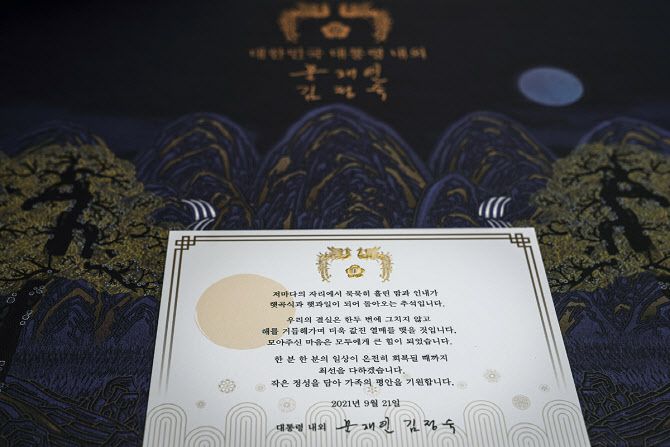 대한민국 대통령 내외
문재인
김정숙
저마다의 자리에서 묵묵히 흘린 땀과 인내가
햇곡식과 햇과일이 되어 돌아오는 추석입니다.
우리의 결실은 한두 번에 그치지 않고
해를 거듭해가며 더욱 값진 열매를 맺을 것입니다.
모아주신 마음은 모두에게 큰 힘이 되었습니다.
한 분 한 분의 일상이 온전히 회복될 때까지
최선을 다하겠습니다.
작은 정성을 담아 가족의 평안을 기원합니다.
2021년 9월 21일
대통령 내외 문재인 김정숙